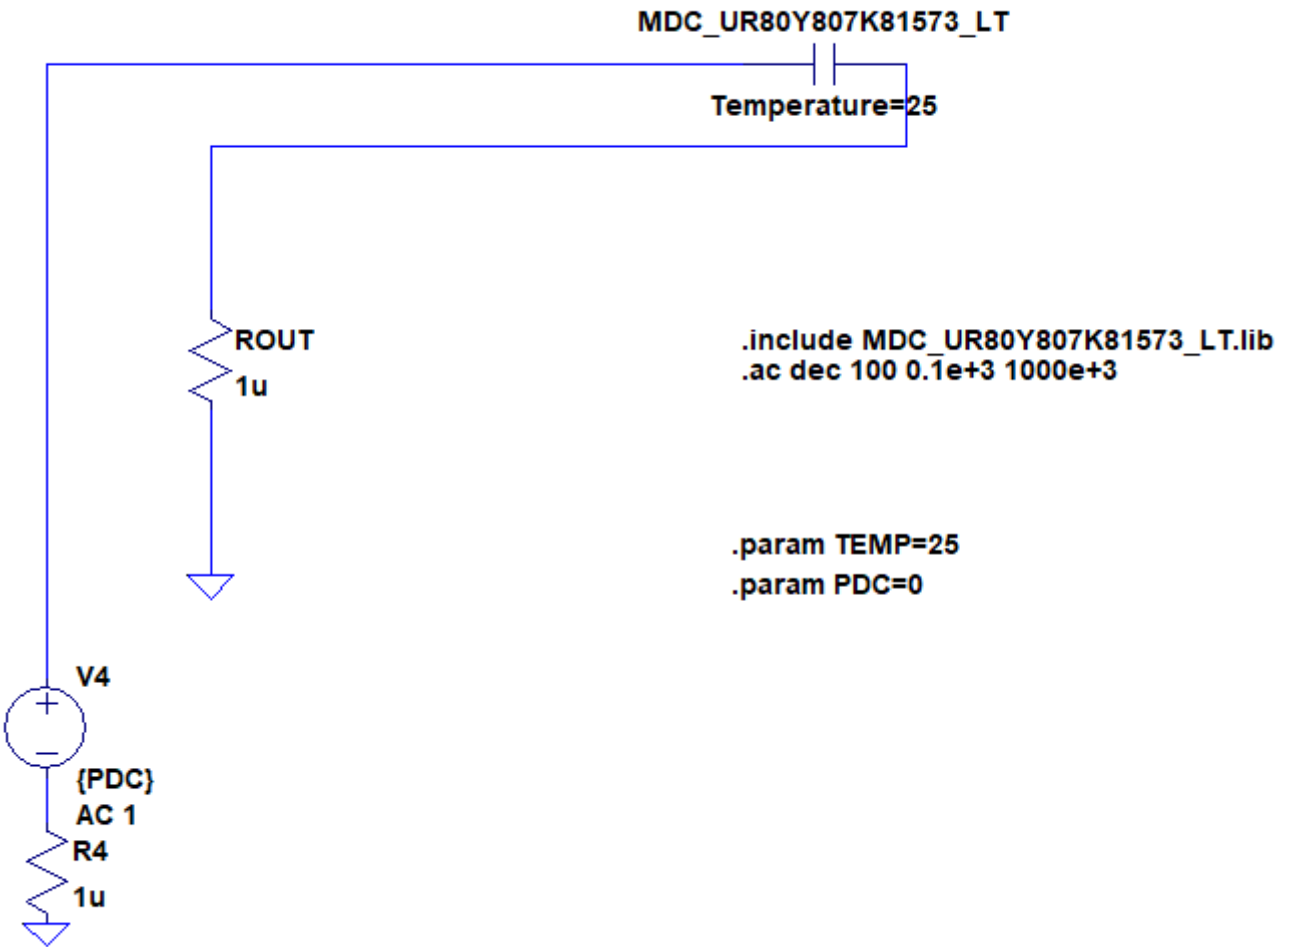 MDC_UR80Y807K81573_LT
Temperature=25
ROUT
1u
.include MDC_UR80Y807K81573_LT.lib
.ac dec 100 0.1e+3 1000e+3
.param TEMP=25
.param PDC=0
V4
{PDC}
AC 1
R4
1u